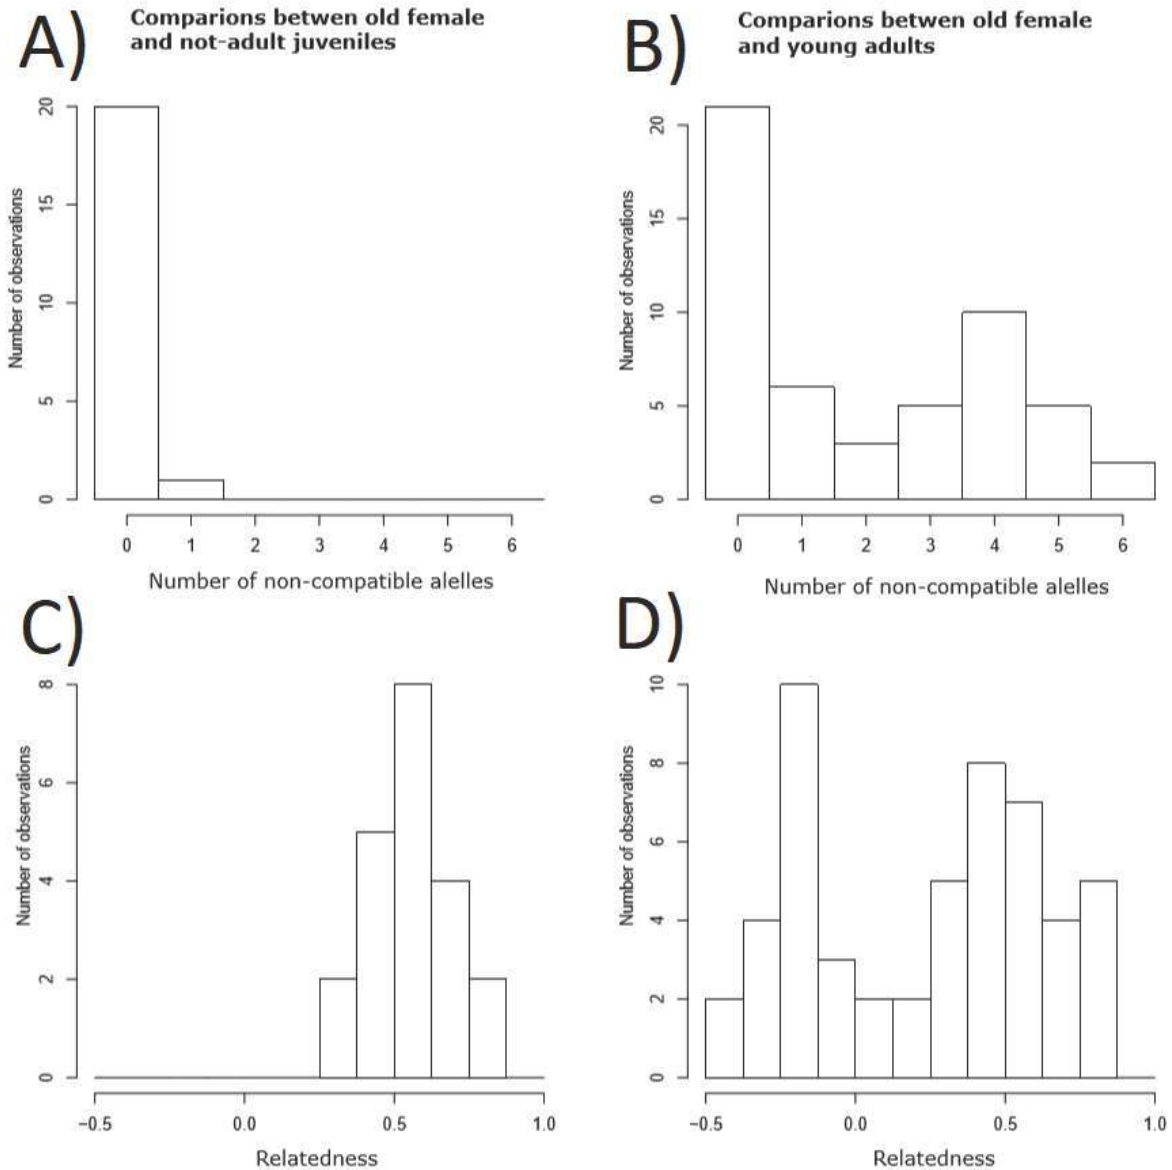 A)
Comparions betwen old female
and not-adult juveniles
20
15
10
5
0
Number of observations
0 1 2 3 4 5 6
Number of non-compatible alelles
B)
Comparions betwen old female
and young adults
20
15
10
5
0
Number of observations
0 1 2 3 4 5 6
Number of non-compatible alelles
C)
8
6
4
2
0
Number of observations
−0.5 0.0 0.5 1.0
Relatedness
D)
10
8
6
4
2
0
Number of observations
−0.5 0.0 0.5 1.0
Relatedness